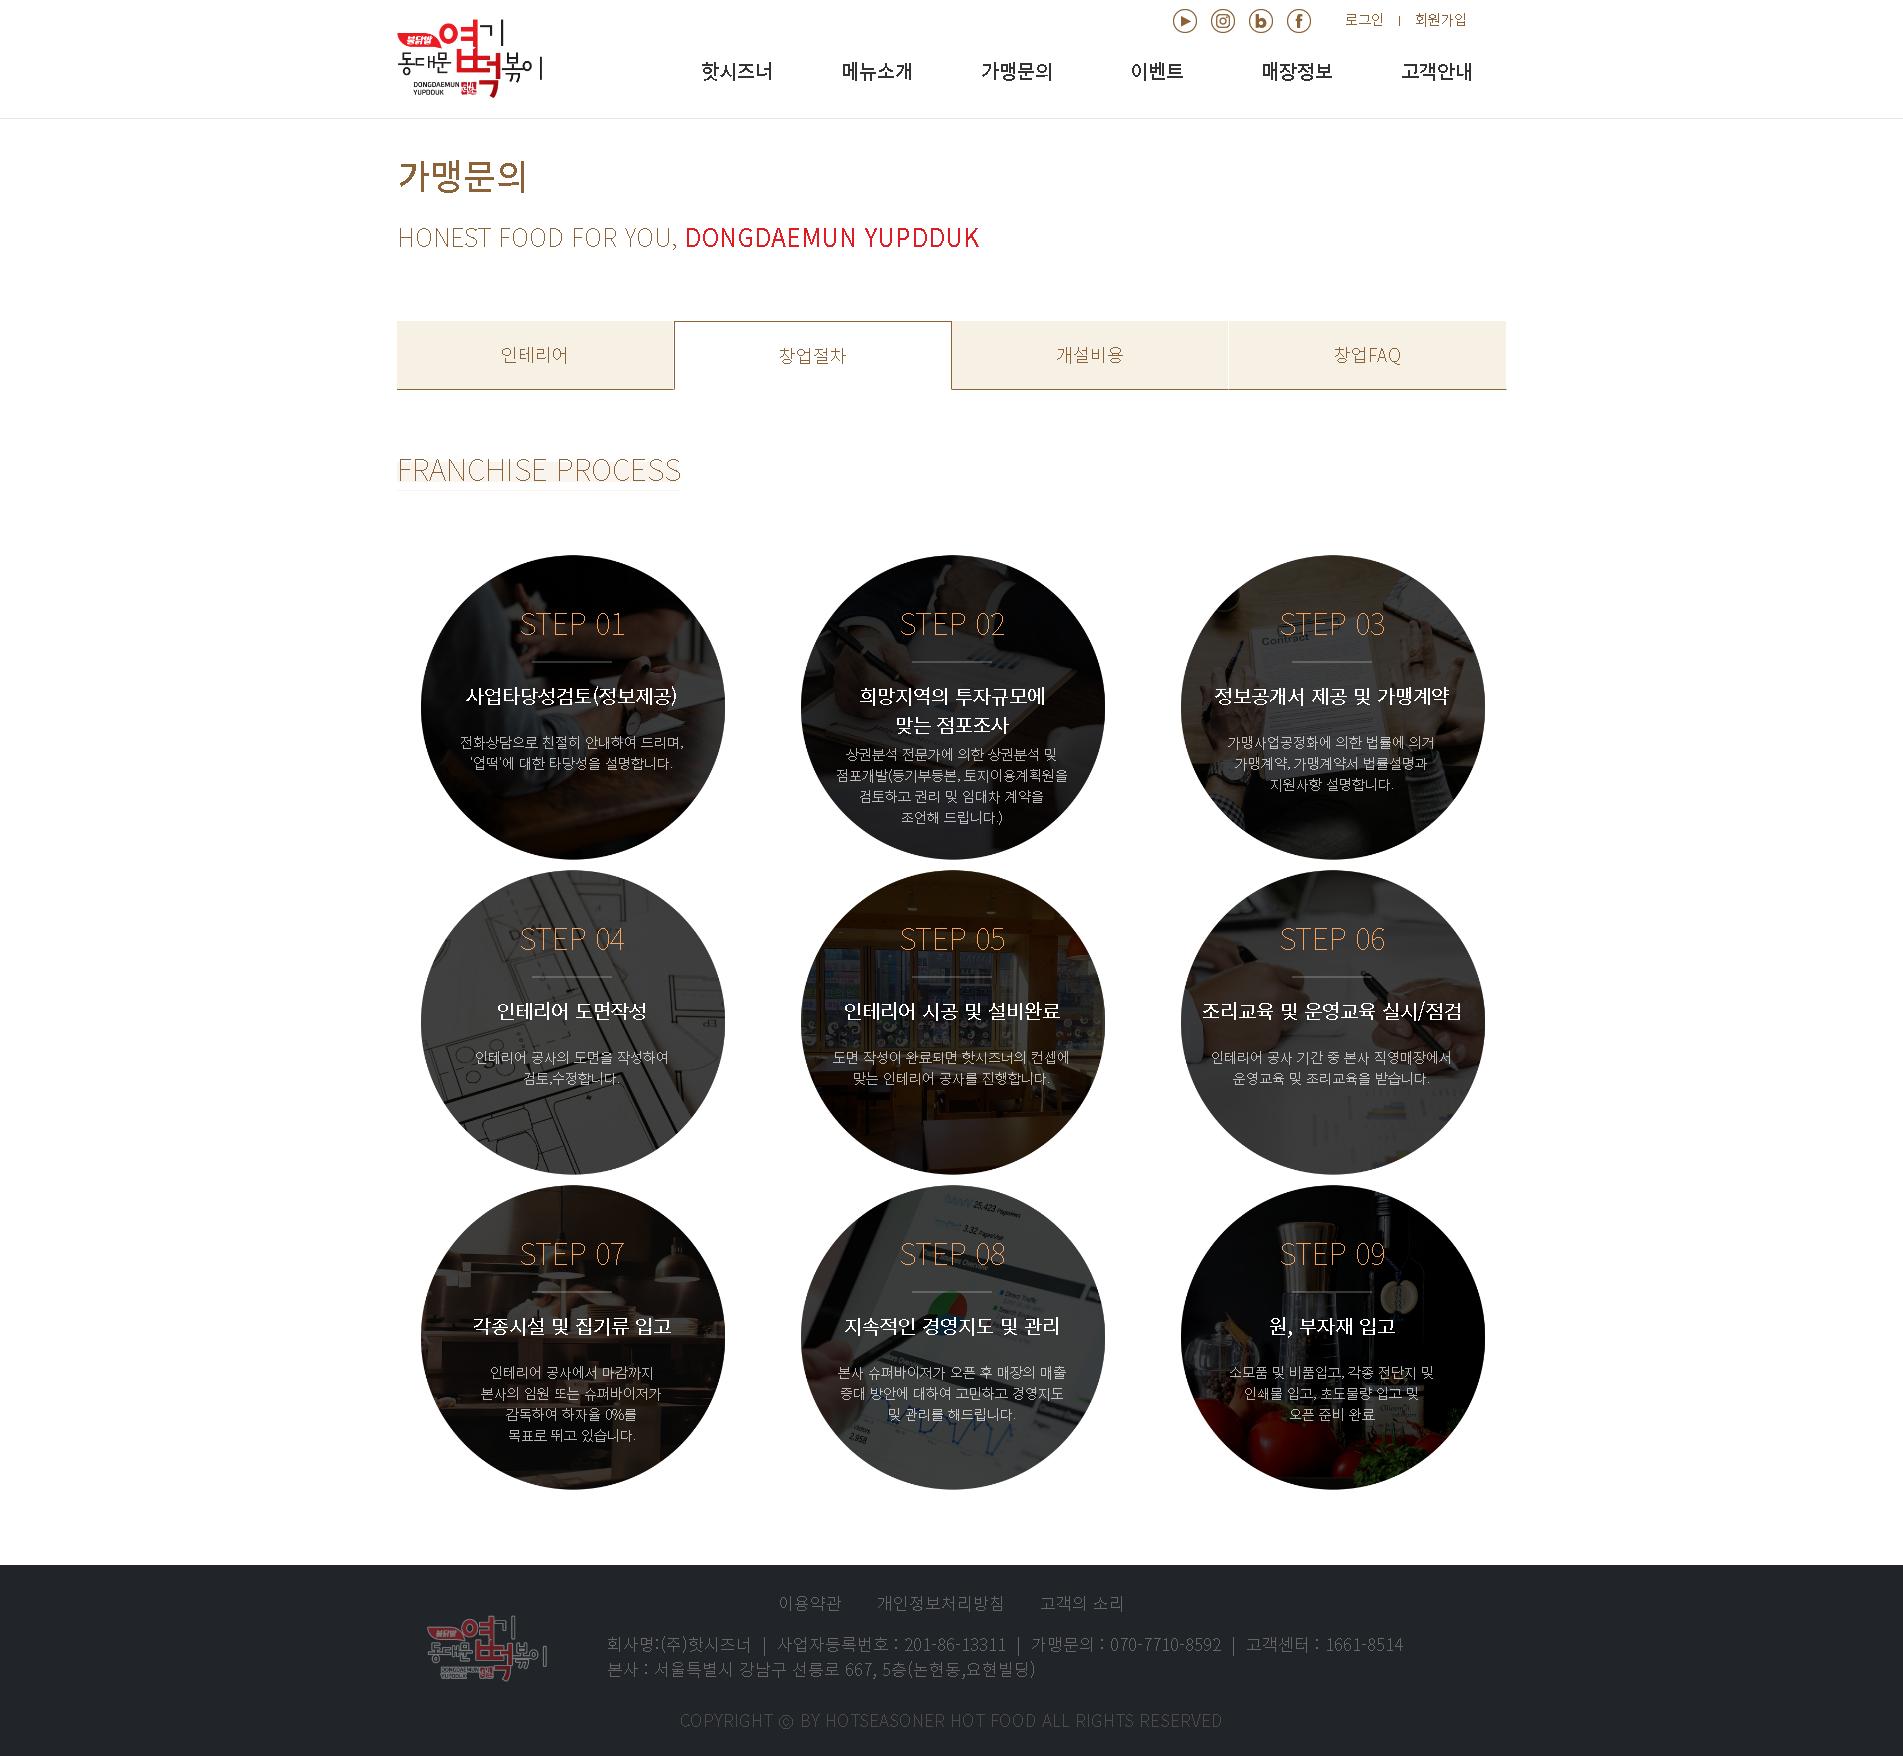 불닭발
엽기
동대문 떡볶이
DONGDAEMUN
YUPDDUK
로그인 | 회원가입
핫시즈너 메뉴소개 가맹문의 이벤트 매장정보 고객안내
가맹문의
HONEST FOOD FOR YOU, DONGDAEMUN YUPDDUK
인테리어 창업절차 개설비용 창업FAQ
FRANCHISE PROCESS
STEP 01
사업타당성검토(정보제공)
전화상담으로 친절히 안내하여 드리며,
'엽떡'에 대한 타당성을 설명합니다.
STEP 02
희망지역의 투자규모에
맞는 점포조사
상권분석 전문가에 의한 상권분석 및
점포개발(등기부등본, 토지이용계획원을
검토하고 권리 및 임대차 계약을
조언해 드립니다.)
STEP 03
Contract
정보공개서 제공 및 가맹계약
가맹사업공정화에 의한 법률에 의거
가맹계약, 가맹계약서 법률설명과
지원사항 설명합니다.
STEP 04
인테리어 도면작성
인테리어 공사의 도면을 작성하여
검토,수정합니다.
STEP 05
인테리어 시공 및 설비완료
도면 작성이 완료되면 핫시즈너의 컨셉에
맞는 인테리어 공사를 진행합니다.
STEP 06
조리교육 및 운영교육 실시/점검
인테리어 공사 기간 중 본사 직영매장에서
운영교육 및 조리교육을 받습니다.
STEP 07
각종시설 및 집기류 입고
인테리어 공사에서 마감까지
본사의 임원 또는 슈퍼바이저가
감독하여 하자율 0%를
목표로 뛰고 있습니다.
25,423
3.32
STEP 08
지속적인 경영지도 및 관리
본사 슈퍼바이저가 오픈 후 매장의 매출
증대 방안에 대하여 고민하고 경영지도
및 관리를 해드립니다.
2,958
STEP 09
원, 부자재 입고
소모품 및 비품입고, 각종 전단지 및
인쇄물 입고, 초도물량 입고 및
오픈 준비 완료
이용약관 개인정보처리방침 고객의 소리
불닭발
엽기
동대문 떡볶이
회사명:(주)핫시즈너 | 사업자등록번호 : 201-86-13311 | 가맹문의 : 070-7710-8592 | 고객센터 : 1661-8514
본사 : 서울특별시 강남구 선릉로 667, 5층(논현동,요현빌딩)
COPYRIGHT ⓒ BY HOTSEASONER HOT FOOD ALL RIGHTS RESERVED